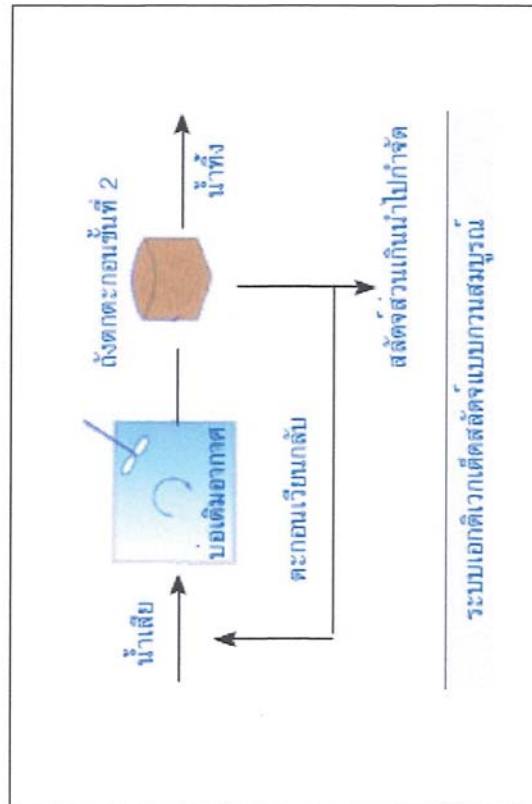 ถังตกตะกอนขั้นที่ 2
น้ำเสีย
น้ำทิ้ง
บ่อเติมอากาศ
ตะกอนเวียนกลับ
สลัดจ์ส่วนเกินนำไปกำจัด
ระบบเอกติเวกเต็ดสลัดจ์แบบกวนสมบูรณ์